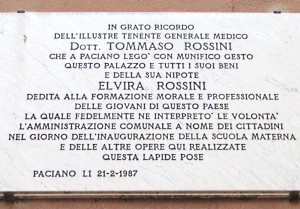 IN GRATO RICORDO
DELL'ILLUSTRE TENENTE GENERALE MEDICO
DOTT. TOMMASO ROSSINI
CHE A PACIANO LEGO' CON MUNIFICO GESTO
QUESTO PALAZZO E TUTTI I SUOI BENI
E DELLA SUA NIPOTE
ELVIRA ROSSINI
DEDITA ALLA FORMAZIONE MORALE E PROFESSIONALE
DELLE GIOVANI DI QUESTO PAESE
LA QUALE FEDELMENTE NE INTERPRETO' LE VOLONTA'
L'AMMINISTRAZIONE COMUNALE A NOME DEI CITTADINI
NEL GIORNO DELL'INAUGURAZIONE DELLA SCUOLA MATERNA
E DELLE ALTRE OPERE QUI REALIZZATE
QUESTA LAPIDE POSE
PACIANO LI 21-2-1987